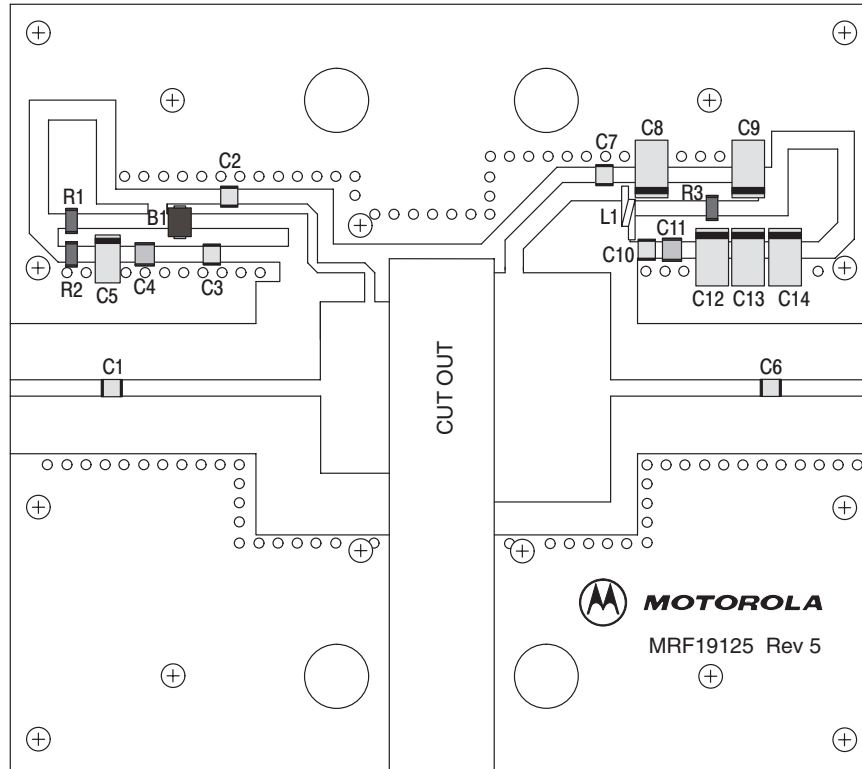 C2
C7
C8
C9
R1
B1
R3
L1
R2
C5
C4
C3
C10
C11
C12
C13
C14
C1
C6
CUT OUT
MOTOROLA
MRF19125 Rev 5